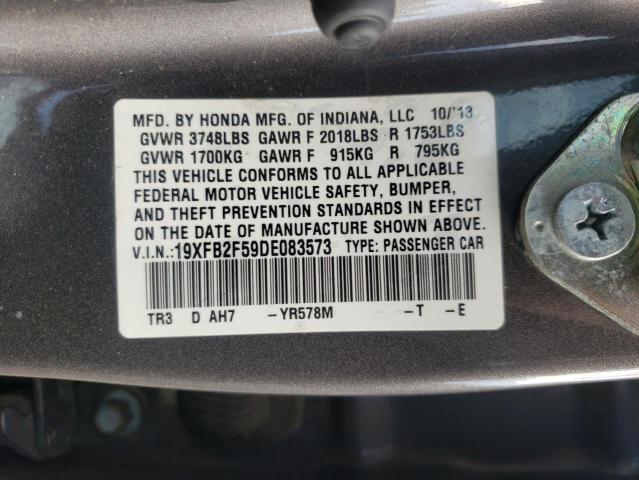 MFD. BY HONDA MFG. OF INDIANA, LLC 10/'13
GVWR 3748LBS GAWR F 2018LBS R 1753LBS
GVWR 1700KG GAWR F 915KG R 795KG
THIS VEHICLE CONFORMS TO ALL APPLICABLE
FEDERAL MOTOR VEHICLE SAFETY, BUMPER,
AND THEFT PREVENTION STANDARDS IN EFFECT
ON THE DATE OF MANUFACTURE SHOWN ABOVE.
V.I.N.:19XFB2F59DE083573 TYPE: PASSENGER CAR
TR3 D AH7 -YR578M -T -E